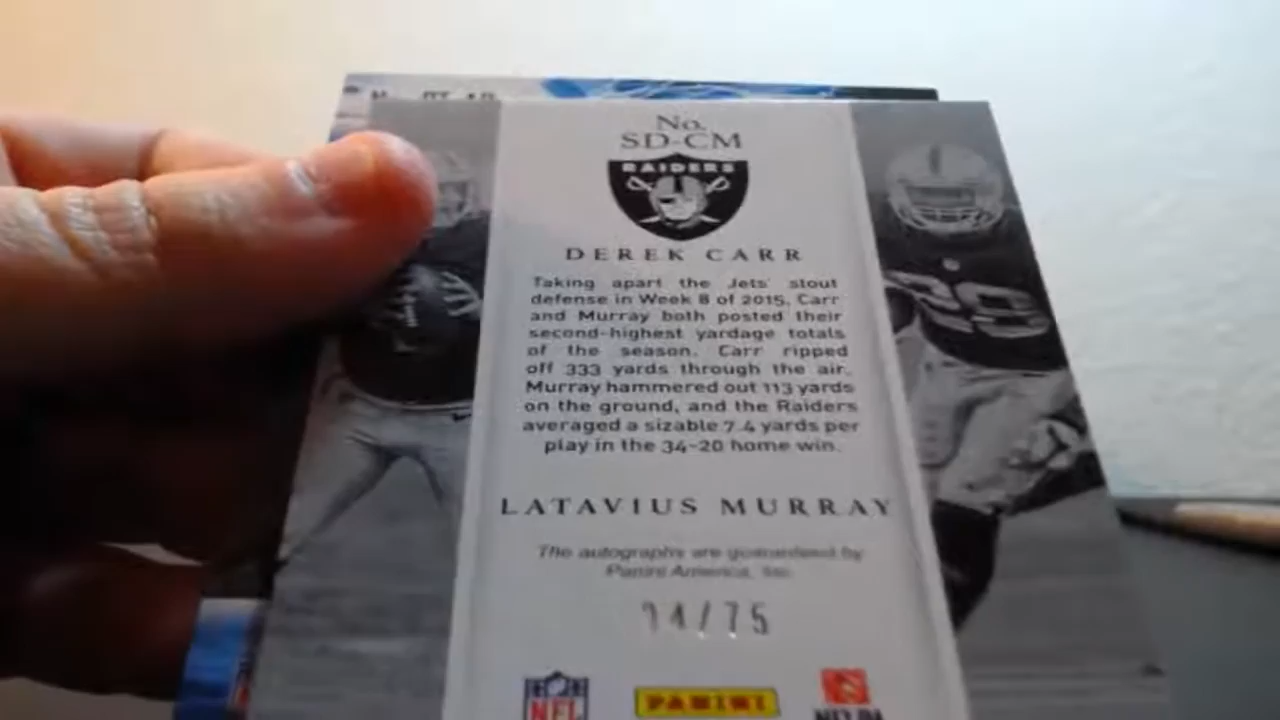 No.
SD-CM
RAIDERS
DEREK CARR
Taking apart the Jets' stout
defense in Week 8 of 2015, Carr
and Murray both posted their
second-highest yardage totals
of the season. Carr ripped
off 333 yards through the air,
Murray hammered out 113 yards
on the ground, and the Raiders
averaged a sizable 7.4 yards per
play in the 34-20 home win.
LATAVIUS MURRAY
The autographs are guaranteed by
Panini America, Inc.
14/75
NFL
PANINI